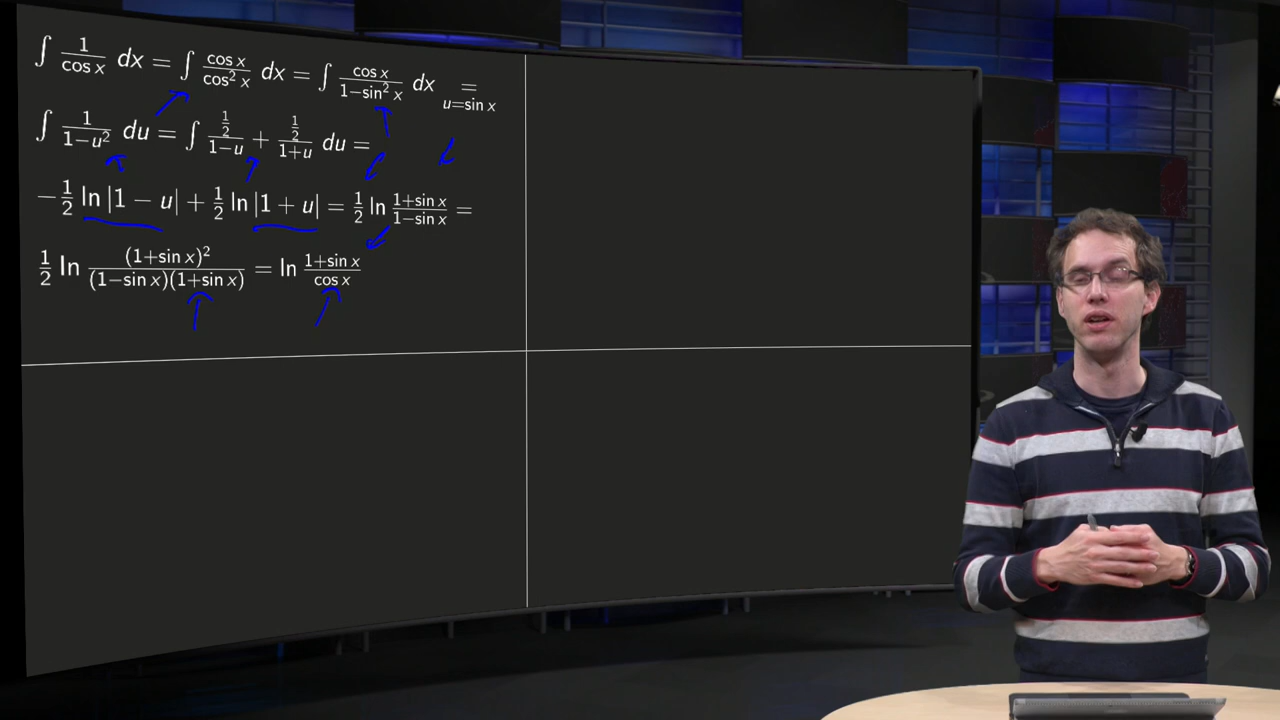 ∫ 1/cos x dx = ∫ cos x/cos² x dx = ∫ cos x/1−sin² x dx = u=sin x
∫ 1/1−u² du = ∫ ½/1−u + ½/1+u du =
−½ ln |1 − u| + ½ ln |1 + u| = ½ ln 1+sin x/1−sin x =
½ ln (1+sin x)²/(1−sin x)(1+sin x) = ln 1+sin x/cos x